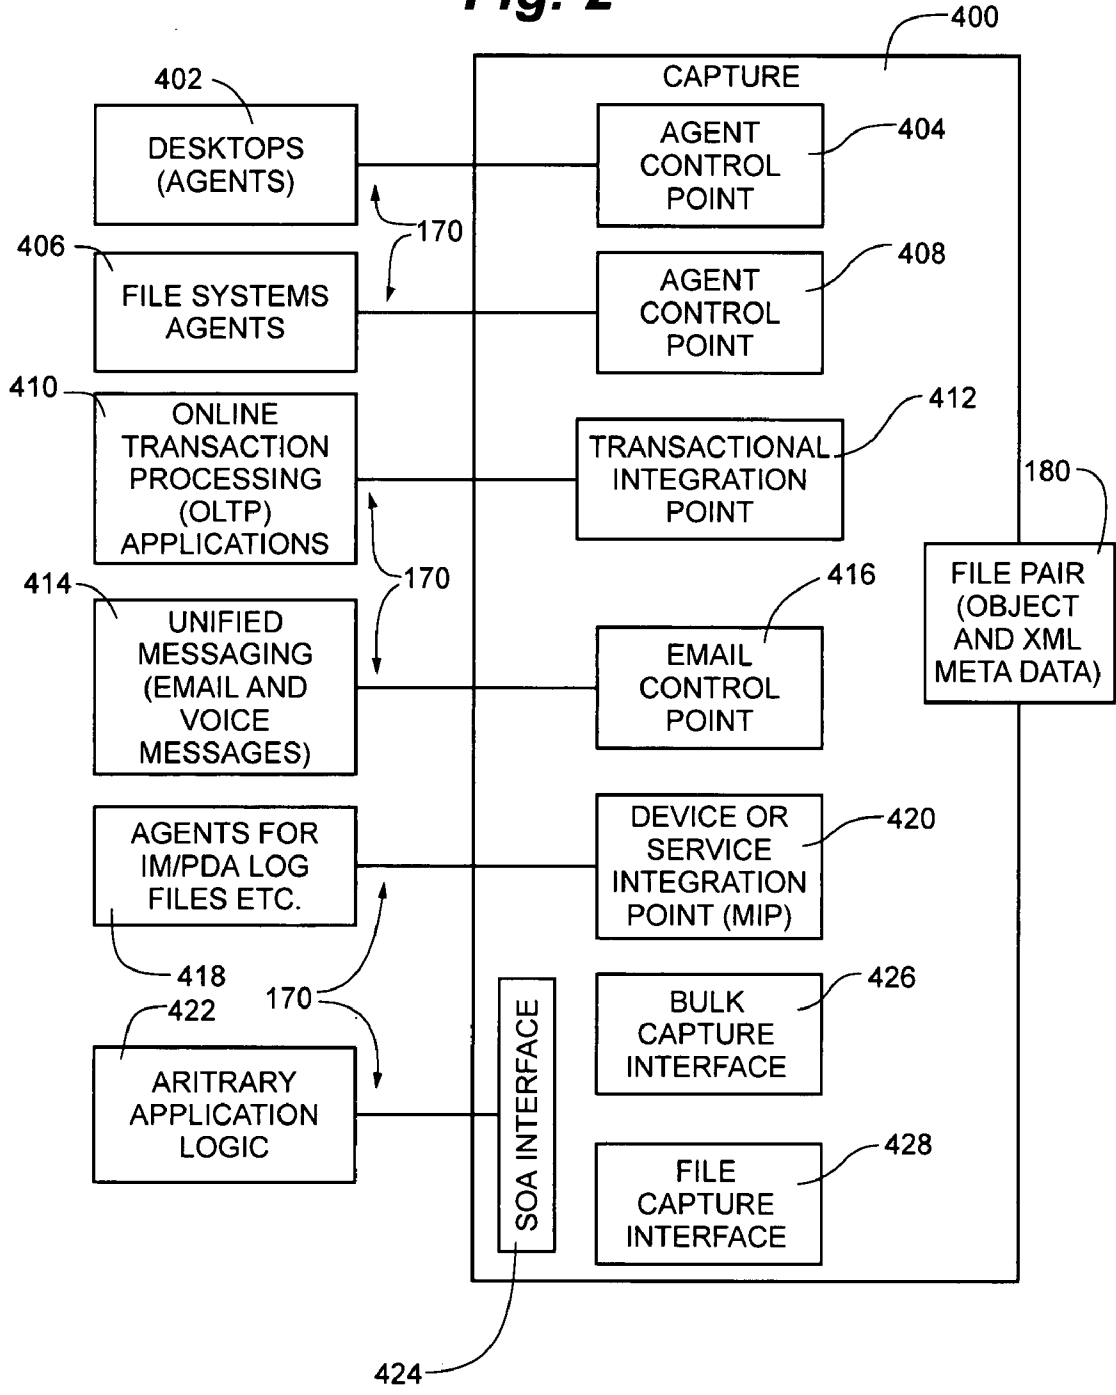 Fig. 2
400
CAPTURE
402
DESKTOPS
(AGENTS)
AGENT
CONTROL
POINT
404
170
406
FILE SYSTEMS
AGENTS
AGENT
CONTROL
POINT
408
410
ONLINE
TRANSACTION
PROCESSING
(OLTP)
APPLICATIONS
TRANSACTIONAL
INTEGRATION
POINT
412
180
FILE PAIR
(OBJECT
AND XML
META DATA)
170
414
UNIFIED
MESSAGING
(EMAIL AND
VOICE
MESSAGES)
EMAIL
CONTROL
POINT
416
AGENTS FOR
IM/PDA LOG
FILES ETC.
418
DEVICE OR
SERVICE
INTEGRATION
POINT (MIP)
420
170
422
ARITRARY
APPLICATION
LOGIC
SOA INTERFACE
424
BULK
CAPTURE
INTERFACE
426
FILE
CAPTURE
INTERFACE
428